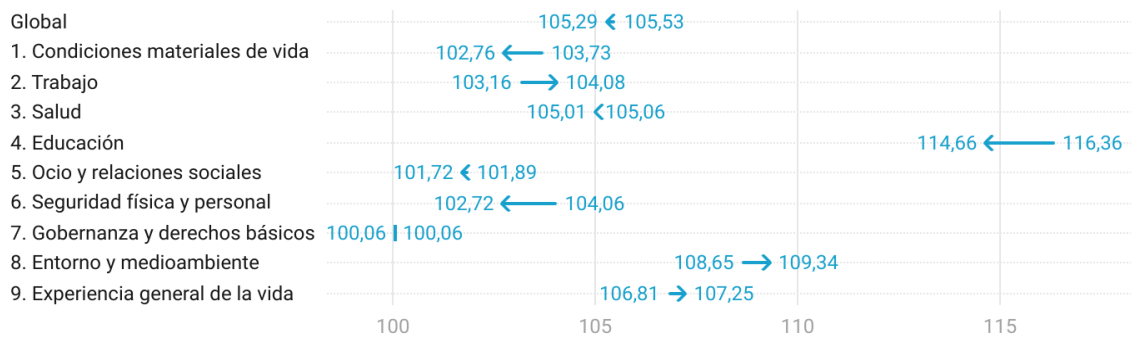 Global 105,29 105,53
1. Condiciones materiales de vida 102,76 103,73
2. Trabajo 103,16 104,08
3. Salud 105,01 105,06
4. Educación 114,66 116,36
5. Ocio y relaciones sociales 101,72 101,89
6. Seguridad física y personal 102,72 104,06
7. Gobernanza y derechos básicos 100,06 100,06
8. Entorno y medioambiente 108,65 109,34
9. Experiencia general de la vida 106,81 107,25
100 105 110 115